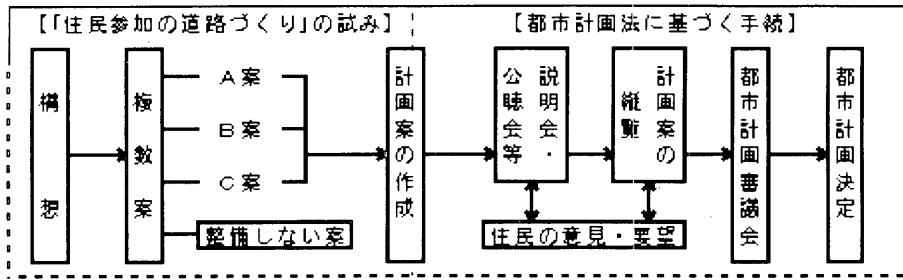 【「住民参加の道路づくり」の試み】
【都市計画法に基づく手続】
構想
複数案
A案
B案
C案
整備しない案
計画案の作成
説明会・
公聴会等
計画案の
縦覧
住民の意見・要望
都市計画審議会
都市計画決定